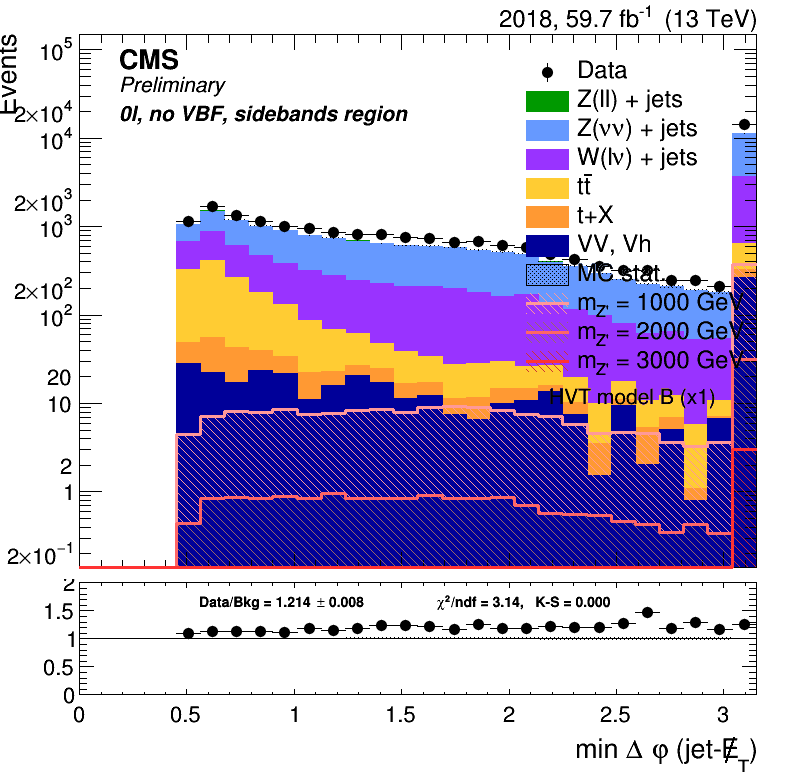 2018, 59.7 fb⁻¹ (13 TeV)
Events
CMS
Preliminary
0l, no VBF, sidebands region
Data
Z(ll) + jets
Z(νν) + jets
W(lν) + jets
tt̄
t+X
VV, Vh
MC stat.
m_Z' = 1000 GeV
m_Z' = 2000 GeV
m_Z' = 3000 GeV
HVT model B (x1)
10⁵
2×10⁴
10⁴
2×10³
10³
2×10²
10²
20
10
2
1
2×10⁻¹
Data/Bkg = 1.214 ± 0.008 χ²/ndf = 3.14, K-S = 0.000
2
1.5
1
0.5
0
0 0.5 1 1.5 2 2.5 3
min Δ φ (jet-E̸_T)